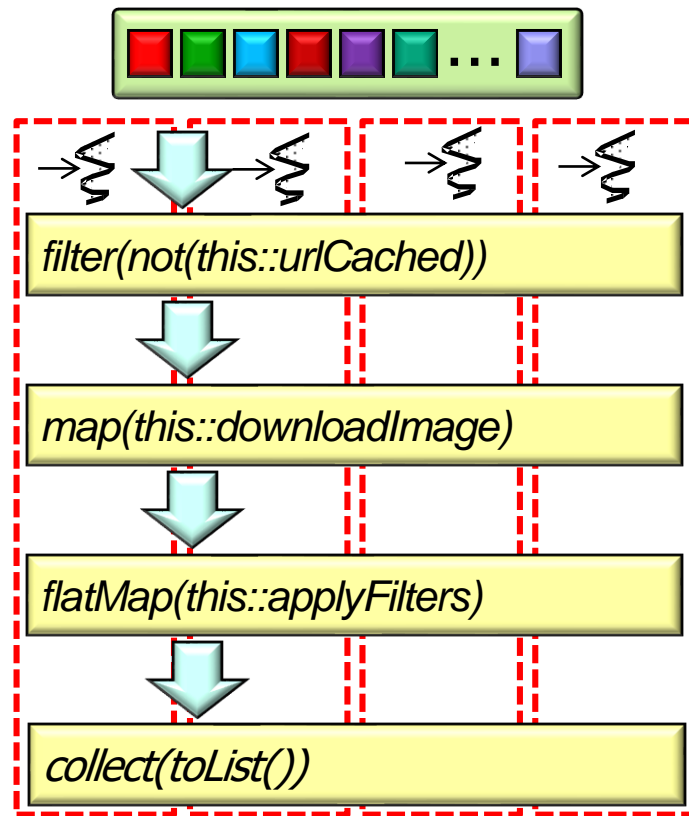 ...
filter(not(this::urlCached))
map(this::downloadImage)
flatMap(this::applyFilters)
collect(toList())